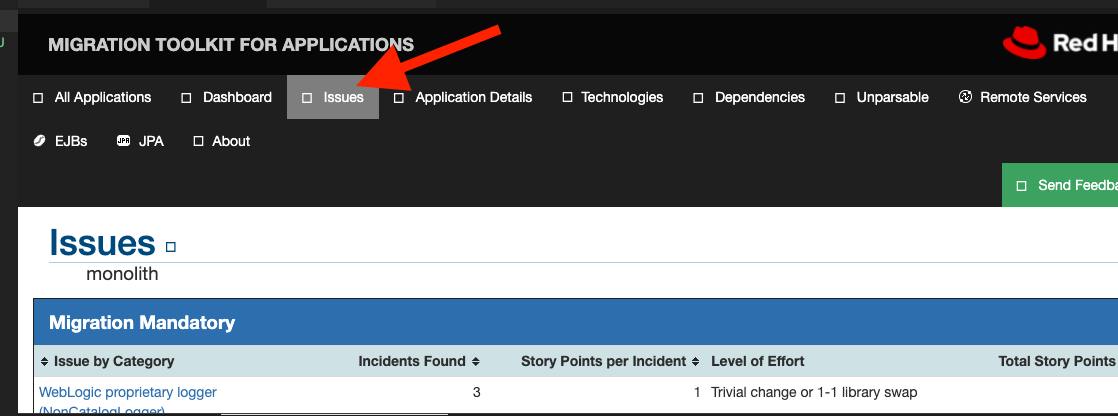 MIGRATION TOOLKIT FOR APPLICATIONS
Red H
All Applications Dashboard Issues Application Details Technologies Dependencies Unparsable Remote Services
EJBs JPA JPA About
Send Feedba
Issues
monolith
Migration Mandatory
Issue by Category Incidents Found Story Points per Incident Level of Effort Total Story Points
WebLogic proprietary logger 3 1 Trivial change or 1-1 library swap
(NonCatalogLogger)